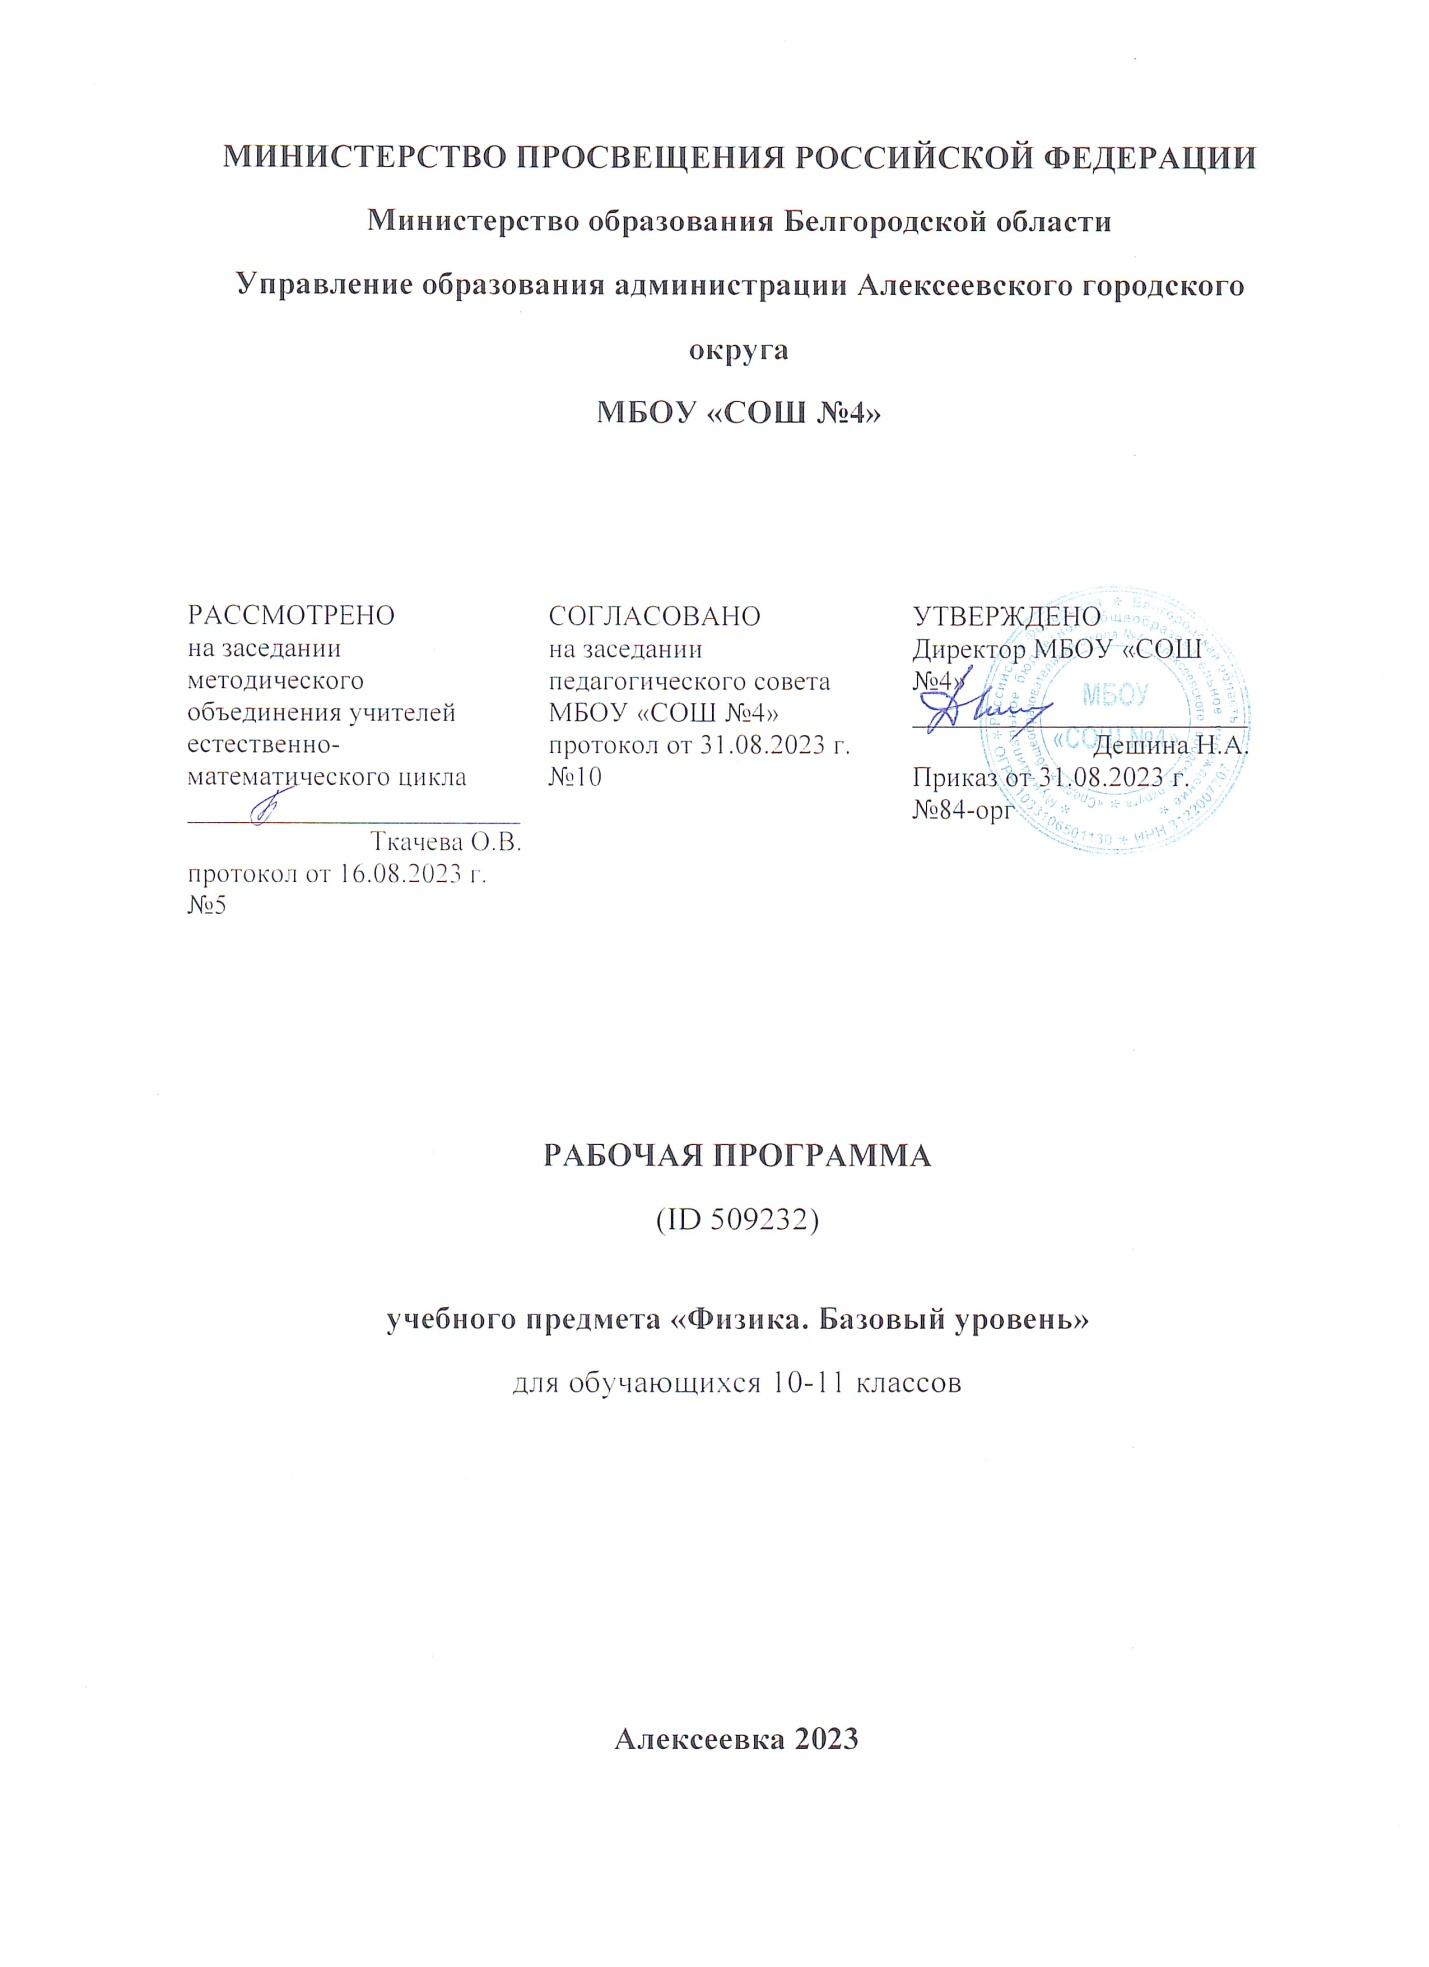 МИНИСТЕРСТВО ПРОСВЕЩЕНИЯ РОССИЙСКОЙ ФЕДЕРАЦИИ
Министерство образования Белгородской области
Управление образования администрации Алексеевского городского
округа
МБОУ «СОШ №4»
РАССМОТРЕНО
на заседании
методического
объединения учителей
естественно-
математического цикла
Ткачева О.В.
протокол от 16.08.2023 г.
№5
СОГЛАСОВАНО
на заседании
педагогического совета
МБОУ «СОШ №4»
протокол от 31.08.2023 г.
№10
УТВЕРЖДЕНО
Директор МБОУ «СОШ
№4»
Дешина Н.А.
Приказ от 31.08.2023 г.
№84-орг
МБОУ
«СОШ №4»
РАБОЧАЯ ПРОГРАММА
(ID 509232)
учебного предмета «Физика. Базовый уровень»
для обучающихся 10-11 классов
Алексеевка 2023